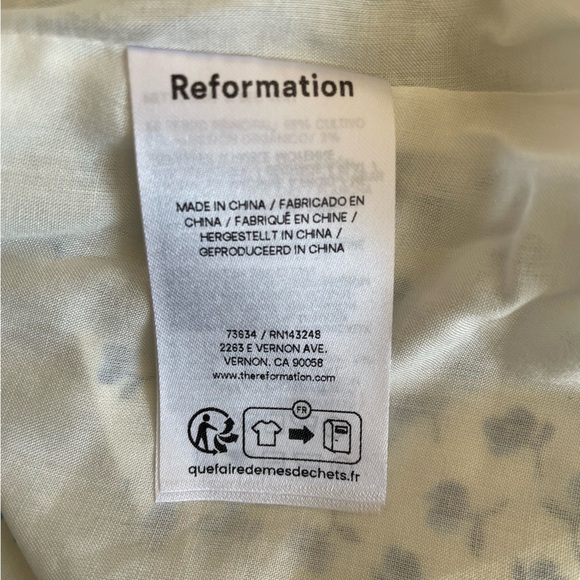 Reformation
MADE IN CHINA / FABRICADO EN
CHINA / FABRIQUÉ EN CHINE /
HERGESTELLT IN CHINA /
GEPRODUCEERD IN CHINA
73634 / RN143248
2263 E VERNON AVE.
VERNON, CA 90058
www.thereformation.com
FR
quefairedemesdechets.fr